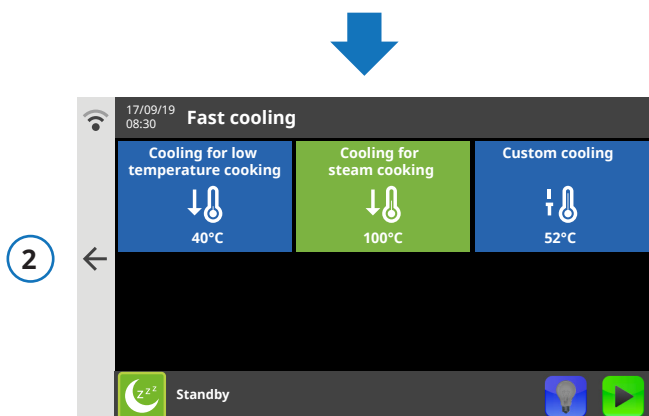 17/09/19
08:30
Fast cooling
Cooling for low
temperature cooking
40°C
Cooling for
steam cooking
100°C
Custom cooling
T
52°C
2
z z z
Standby